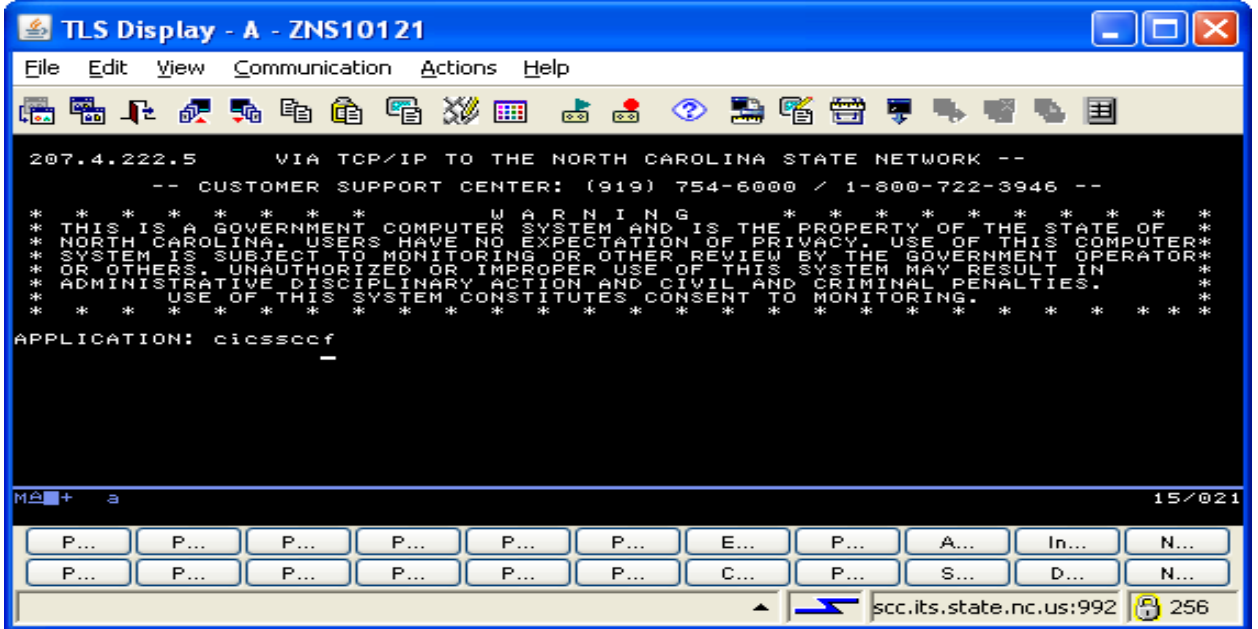 TLS Display - A - ZNS10121
File Edit View Communication Actions Help
207.4.222.5 VIA TCP/IP TO THE NORTH CAROLINA STATE NETWORK --
-- CUSTOMER SUPPORT CENTER: (919) 754-6000 / 1-800-722-3946 --
* * * * * * * * W A R N I N G * * * * * * * * * *
* THIS IS A GOVERNMENT COMPUTER SYSTEM AND IS THE PROPERTY OF THE STATE OF *
* NORTH CAROLINA. USERS HAVE NO EXPECTATION OF PRIVACY. USE OF THIS COMPUTER*
* SYSTEM IS SUBJECT TO MONITORING OR OTHER REVIEW BY THE GOVERNMENT OPERATOR*
* OR OTHERS. UNAUTHORIZED OR IMPROPER USE OF THIS SYSTEM MAY RESULT IN *
* ADMINISTRATIVE DISCIPLINARY ACTION AND CIVIL AND CRIMINAL PENALTIES. *
* USE OF THIS SYSTEM CONSTITUTES CONSENT TO MONITORING. *
* * * * * * * * * * * * * * * * * * * * * * * * * * *
APPLICATION: cicssccf
MA + a 15/021
P... P... P... P... P... P... E... P... A... In... N...
P... P... P... P... P... P... C... P... S... D... N...
scc.its.state.nc.us:992 256